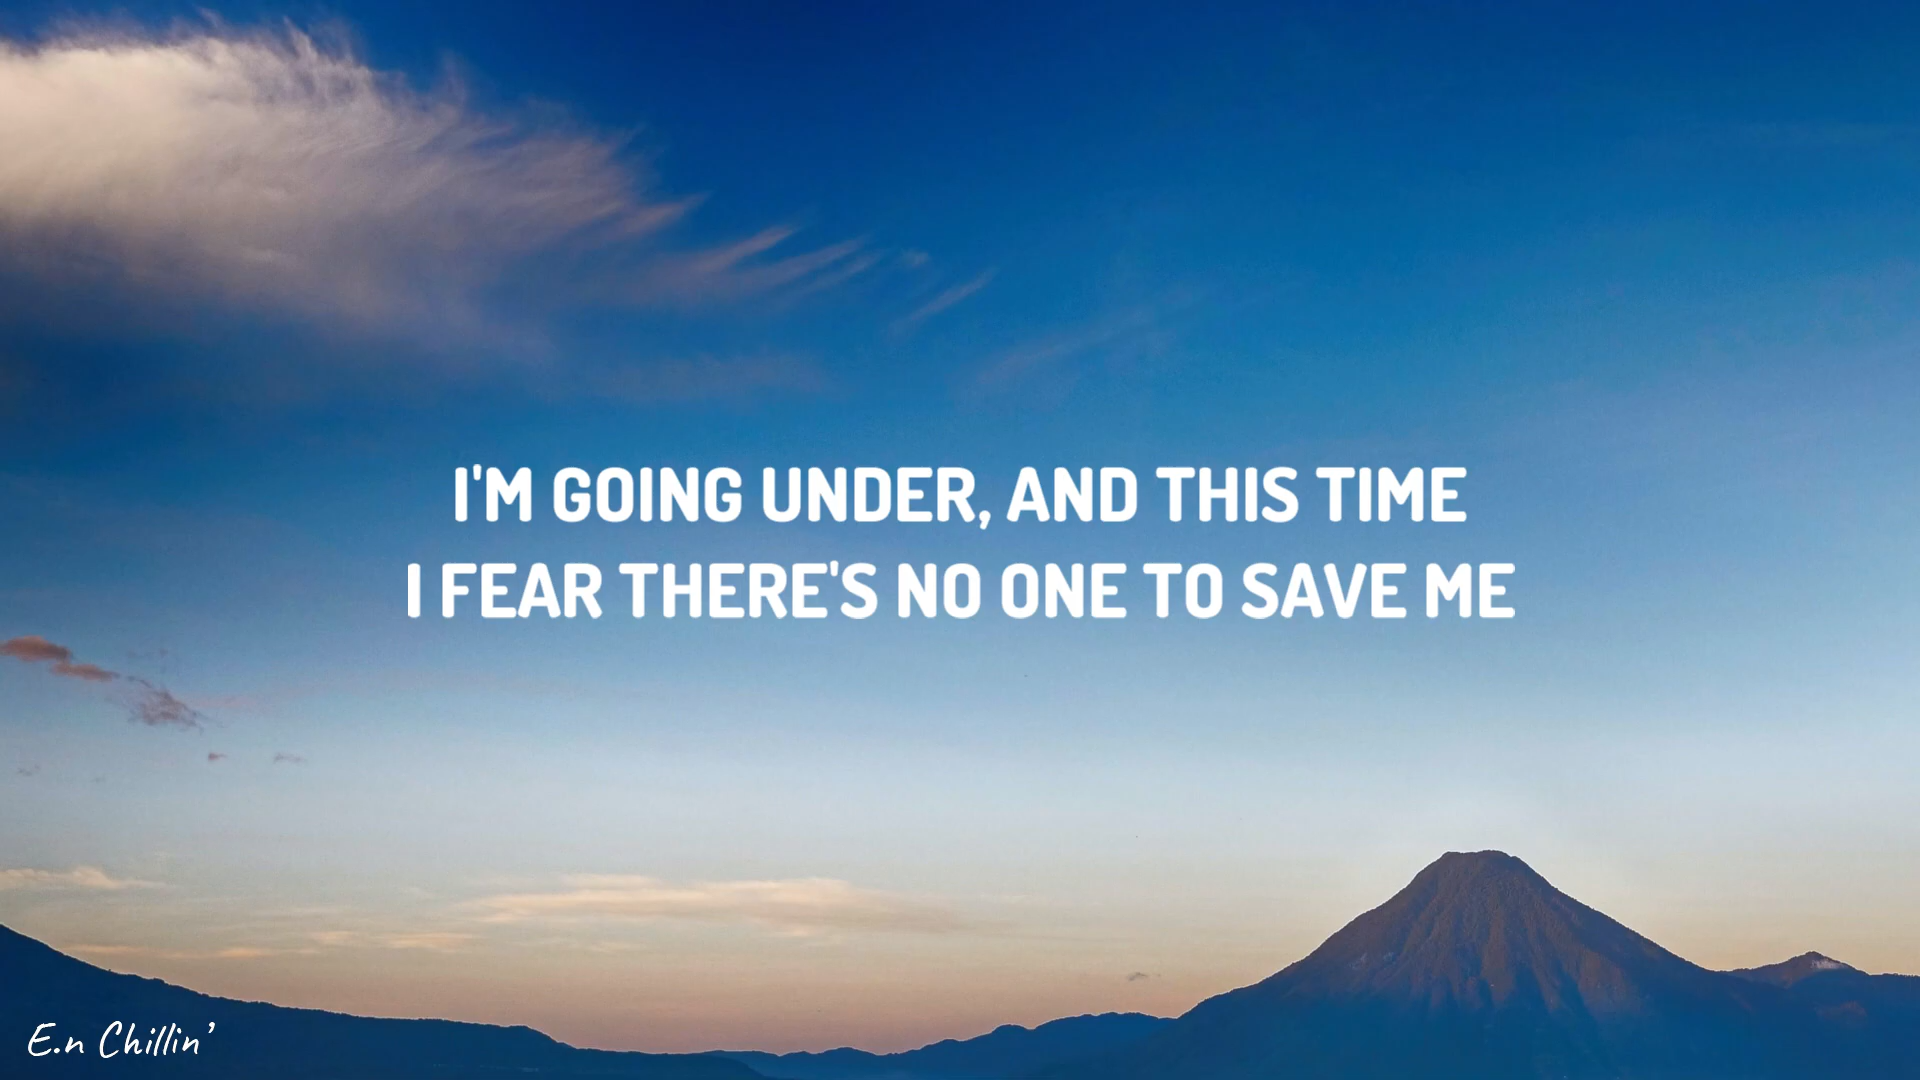 I'M GOING UNDER, AND THIS TIME
I FEAR THERE'S NO ONE TO SAVE ME
E.n Chillin'